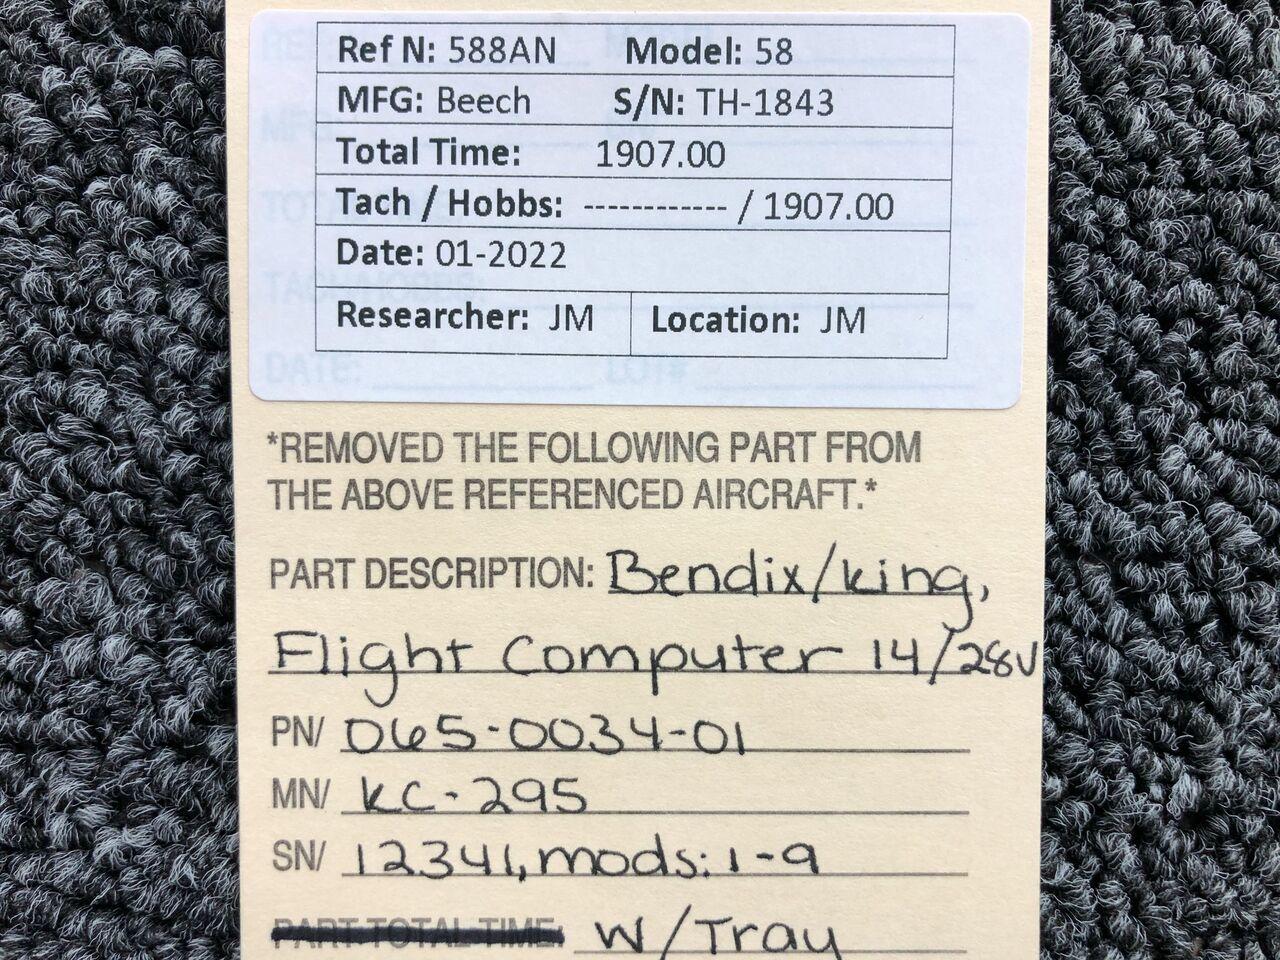 Ref N: 588AN Model: 58
MFG: Beech S/N: TH-1843
Total Time: 1907.00
Tach / Hobbs: ------------ / 1907.00
Date: 01-2022
Researcher: JM Location: JM
DATE: LOT#
*REMOVED THE FOLLOWING PART FROM
THE ABOVE REFERENCED AIRCRAFT.*
PART DESCRIPTION: Bendix/King,
Flight Computer 14/28V
PN/ 065-0034-01
MN/ KC-295
SN/ 12341, mods: 1-9
PART TOTAL TIME: W/Tray